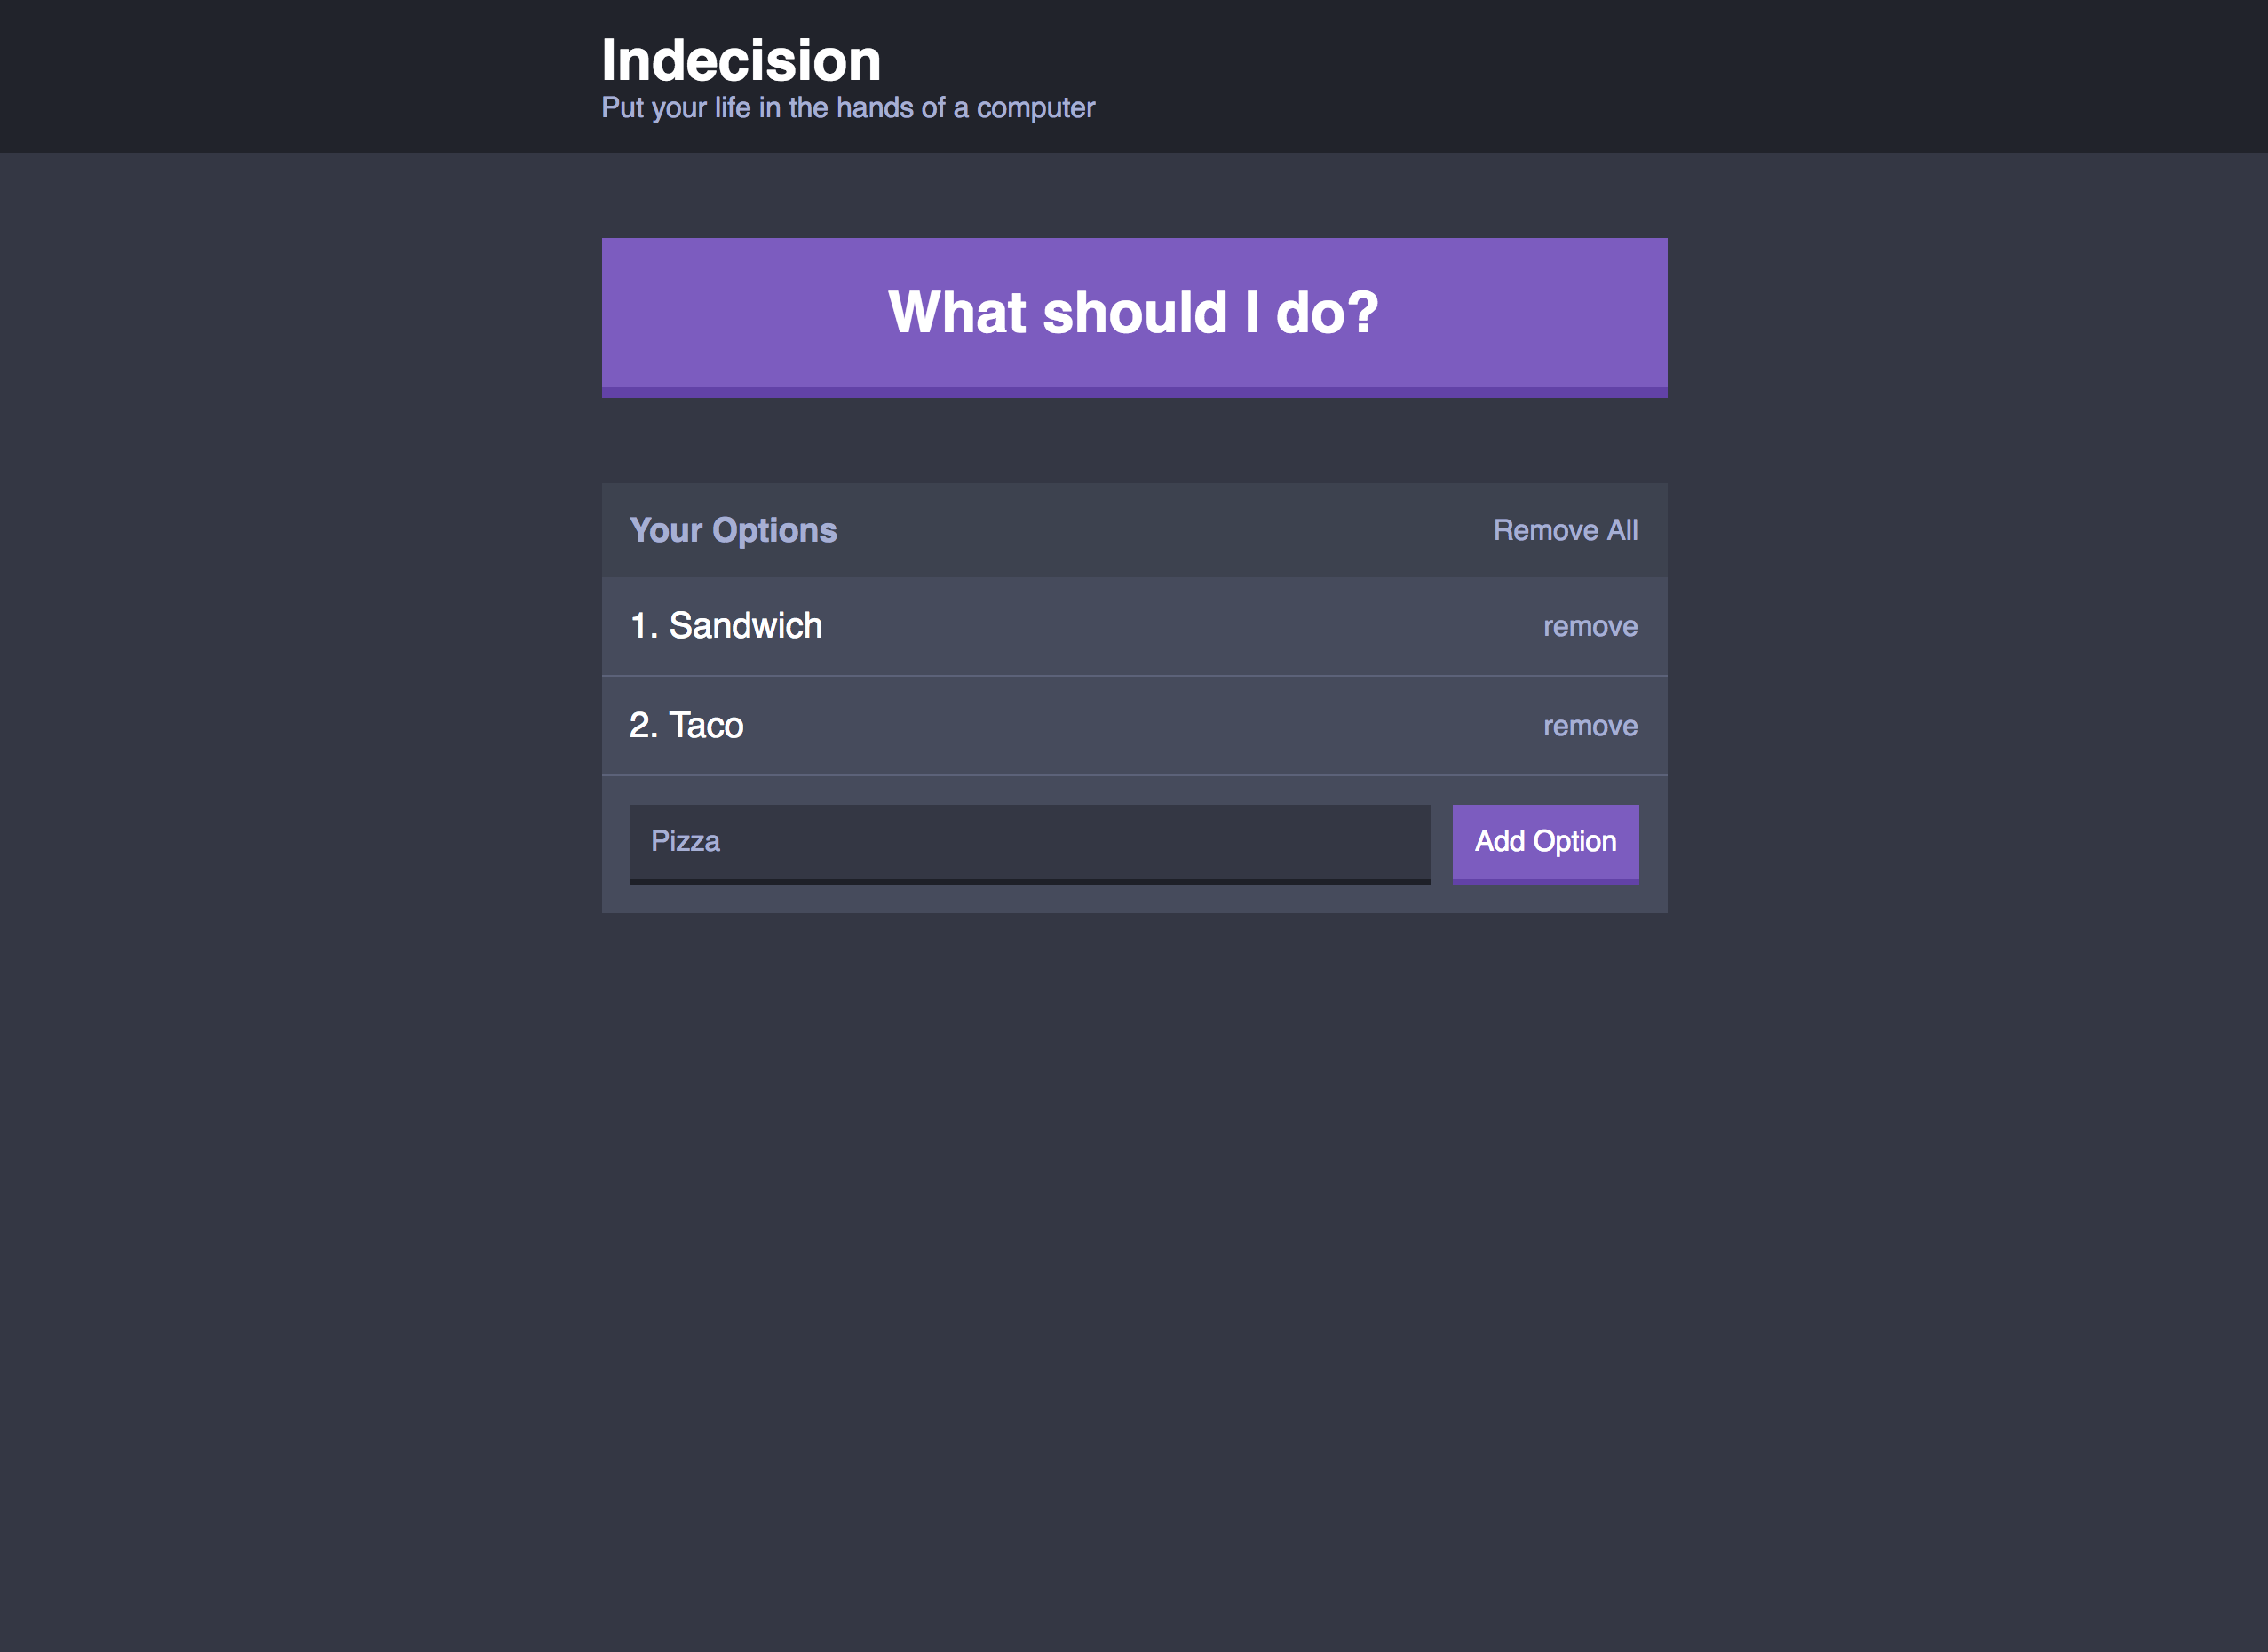 Indecision
Put your life in the hands of a computer
What should I do?
Your Options Remove All
1. Sandwich remove
2. Taco remove
Pizza Add Option